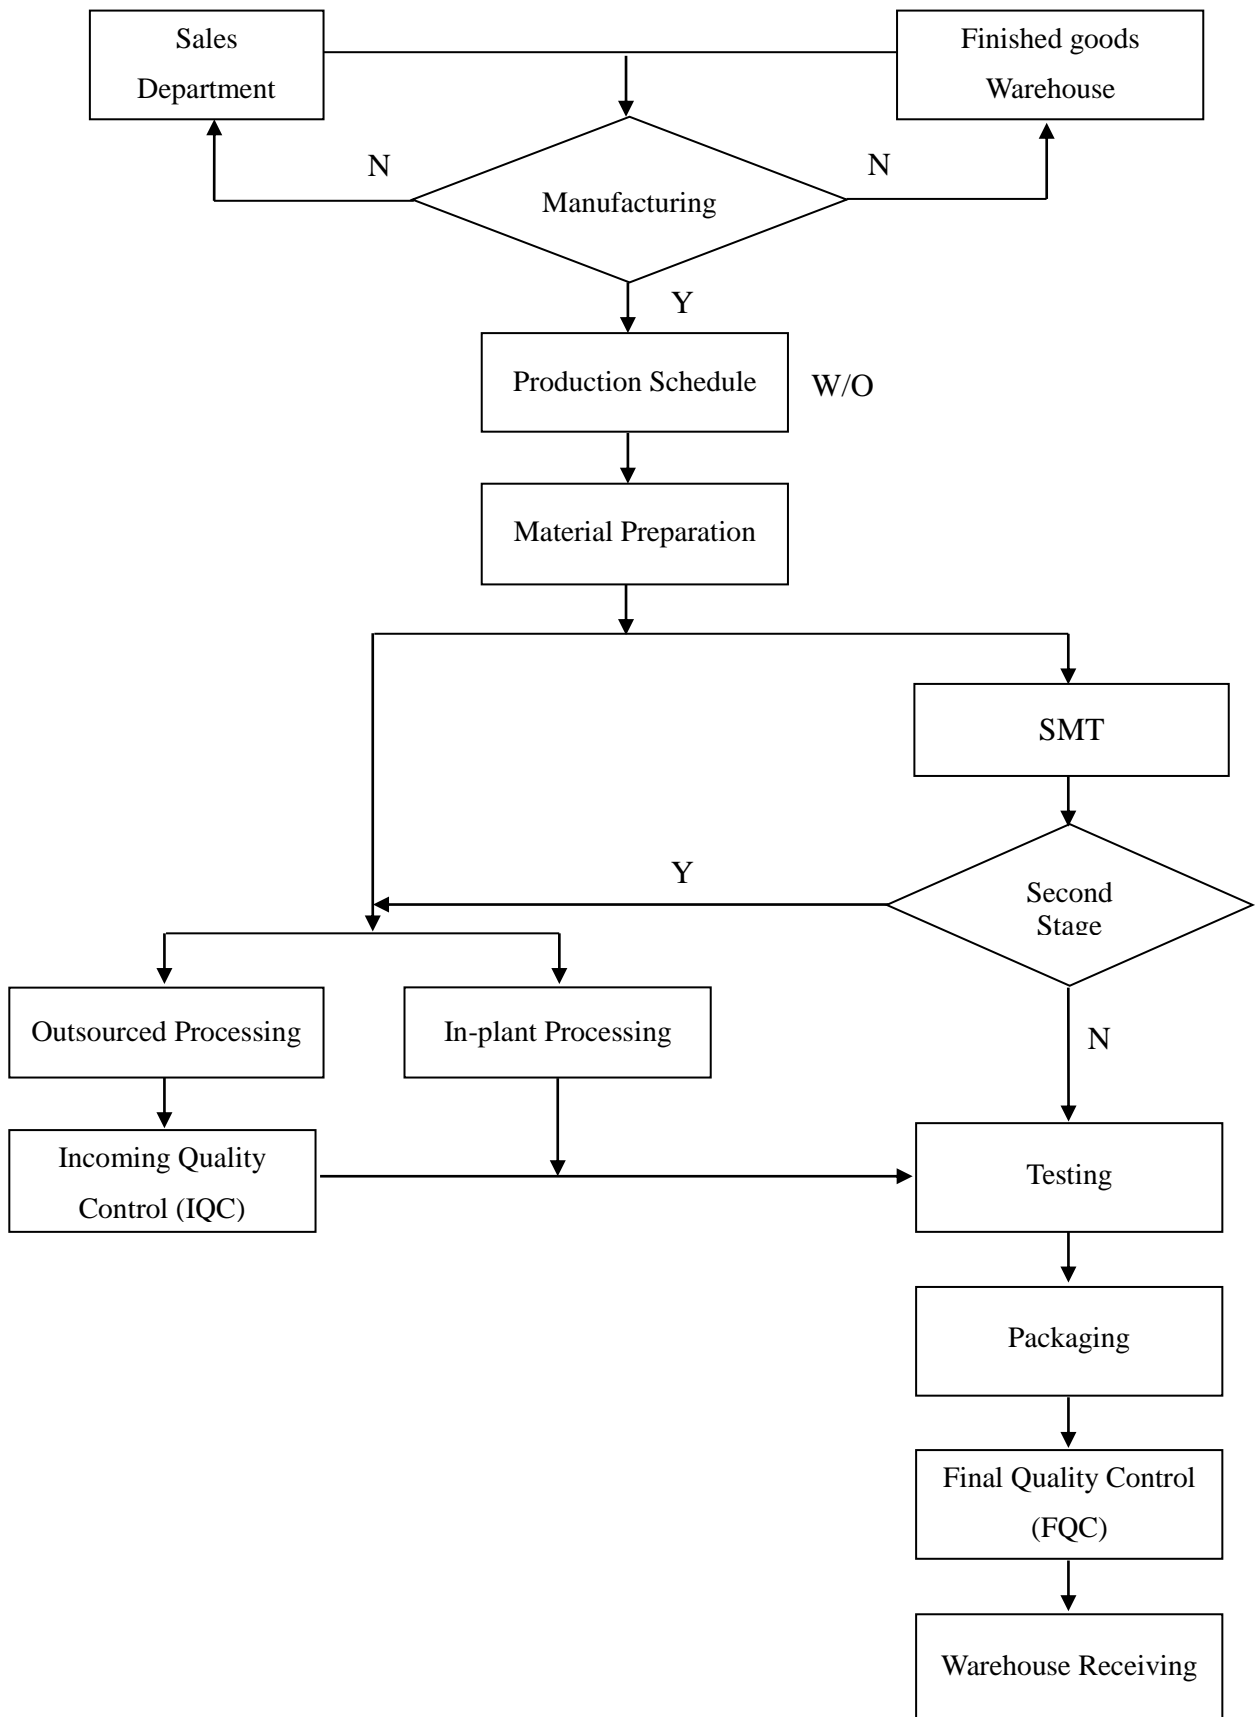 Sales
Department
Finished goods
Warehouse
N
N
Manufacturing
Y
Production Schedule
W/O
Material Preparation
SMT
Y
Second
Stage
Outsourced Processing
In-plant Processing
N
Incoming Quality
Control (IQC)
Testing
Packaging
Final Quality Control
(FQC)
Warehouse Receiving